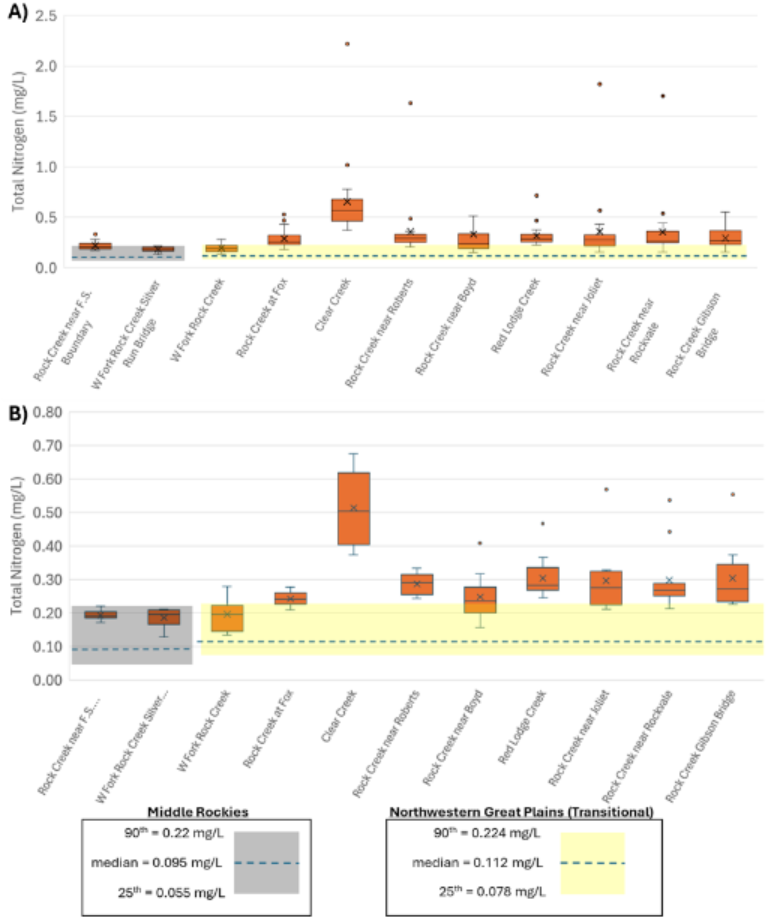 A)
Total Nitrogen (mg/L)
2.5
2.0
1.5
1.0
0.5
0.0
Rock Creek near F.S.
Boundary
W Fork Rock Creek Silver
Run Bridge
W Fork Rock Creek
Rock Creek at Fox
Clear Creek
Rock Creek near Roberts
Rock Creek near Boyd
Red Lodge Creek
Rock Creek near Joliet
Rock Creek near
Rockvale
Rock Creek Gibson
Bridge
B)
Total Nitrogen (mg/L)
0.80
0.70
0.60
0.50
0.40
0.30
0.20
0.10
0.00
Rock Creek near F.S....
W Fork Rock Creek Silver...
W Fork Rock Creek
Rock Creek at Fox
Clear Creek
Rock Creek near Roberts
Rock Creek near Boyd
Red Lodge Creek
Rock Creek near Joliet
Rock Creek near Rockvale
Rock Creek Gibson Bridge
Middle Rockies
90th = 0.22 mg/L
median = 0.095 mg/L
25th = 0.055 mg/L
Northwestern Great Plains (Transitional)
90th = 0.224 mg/L
median = 0.112 mg/L
25th = 0.078 mg/L